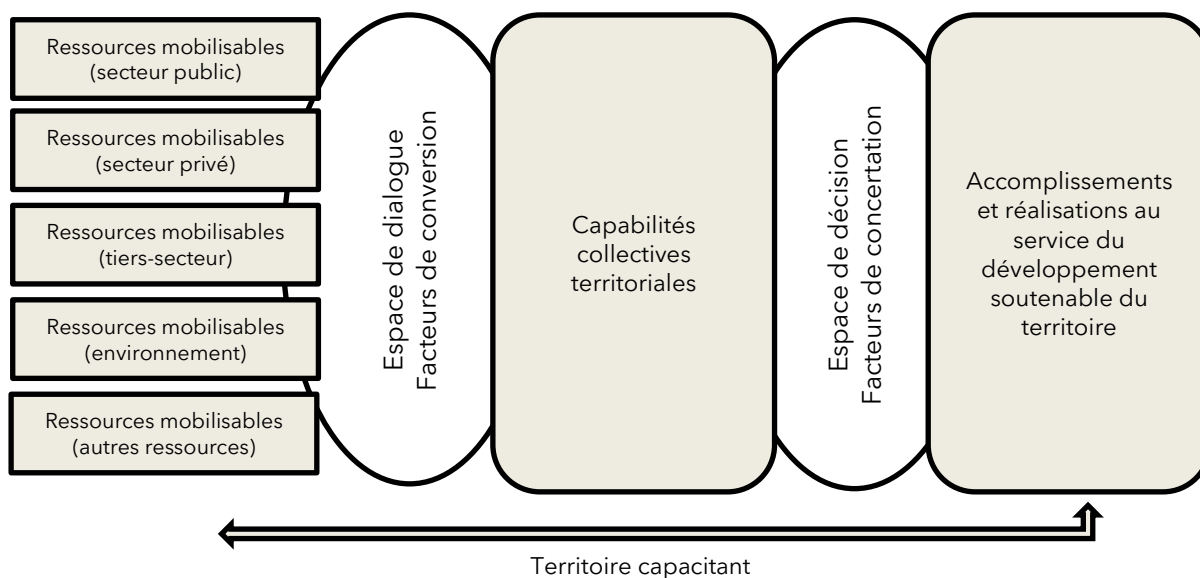 Ressources mobilisables
(secteur public)
Ressources mobilisables
(secteur privé)
Ressources mobilisables
(tiers-secteur)
Ressources mobilisables
(environnement)
Ressources mobilisables
(autres ressources)
Espace de dialogue
Facteurs de conversion
Capabilités
collectives
territoriales
Espace de décision
Facteurs de concertation
Accomplissements
et réalisations au
service du
développement
soutenable du
territoire
Territoire capacitant